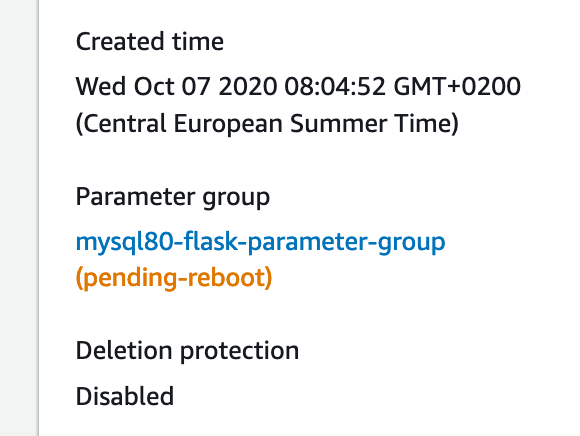 Created time
Wed Oct 07 2020 08:04:52 GMT+0200
(Central European Summer Time)
Parameter group
mysql80-flask-parameter-group
(pending-reboot)
Deletion protection
Disabled